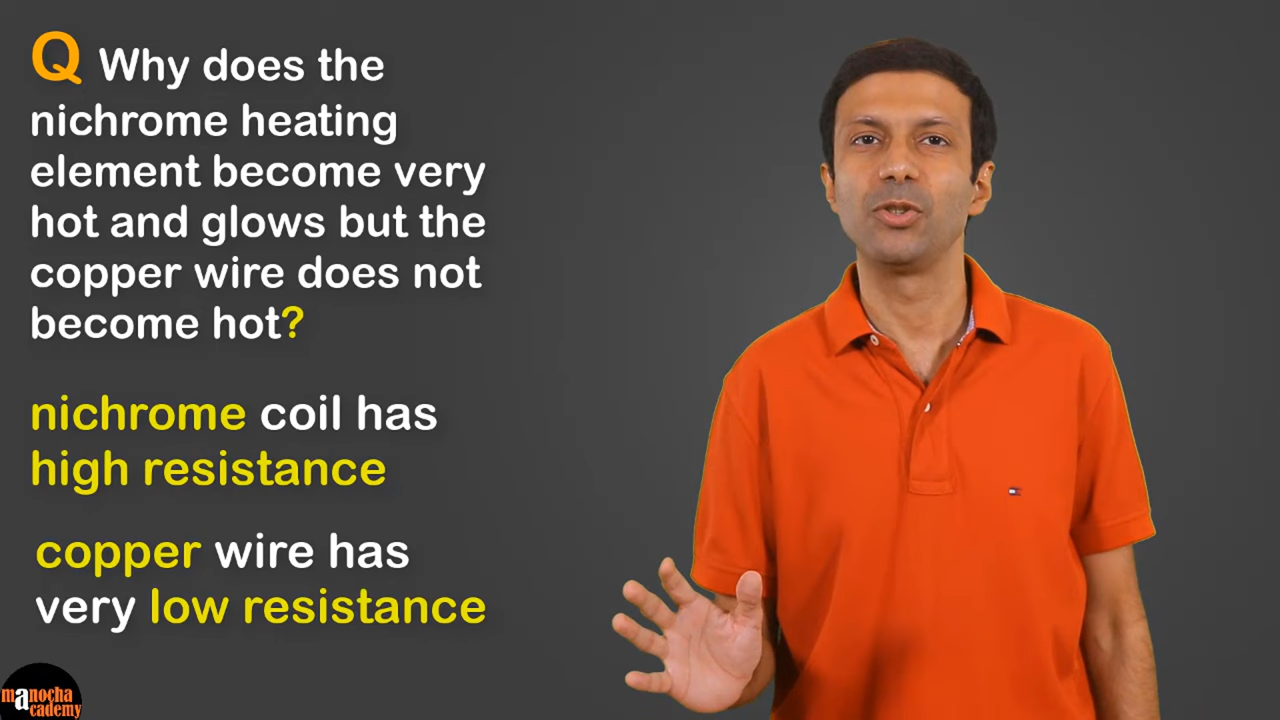 Q Why does the
nichrome heating
element become very
hot and glows but the
copper wire does not
become hot?
nichrome coil has
high resistance
copper wire has
very low resistance
manocha
academy